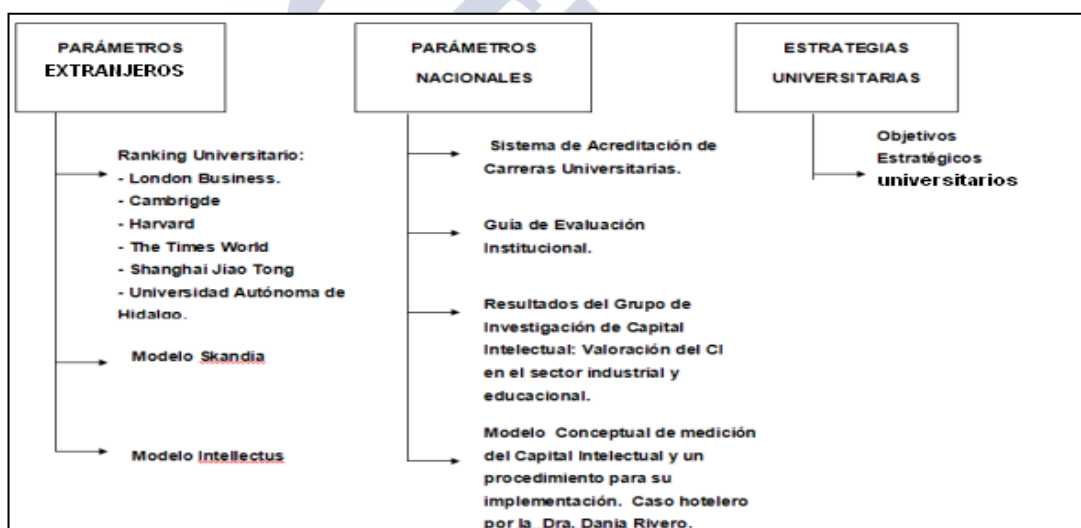 PARÁMETROS
EXTRANJEROS
Ranking Universitario:
- London Business.
- Cambrigde
- Harvard
- The Times World
- Shanghai Jiao Tong
- Universidad Autónoma de
Hidalgo.
Modelo Skandia
Modelo Intellectus
PARÁMETROS
NACIONALES
Sistema de Acreditación de
Carreras Universitarias.
Guía de Evaluación
Institucional.
Resultados del Grupo de
Investigación de Capital
Intelectual: Valoración del CI
en el sector industrial y
educacional.
Modelo Conceptual de medición
del Capital Intelectual y un
procedimiento para su
implementación. Caso hotelero
por la Dra. Dania Rivero.
ESTRATEGIAS
UNIVERSITARIAS
Objetivos
Estratégicos
universitarios